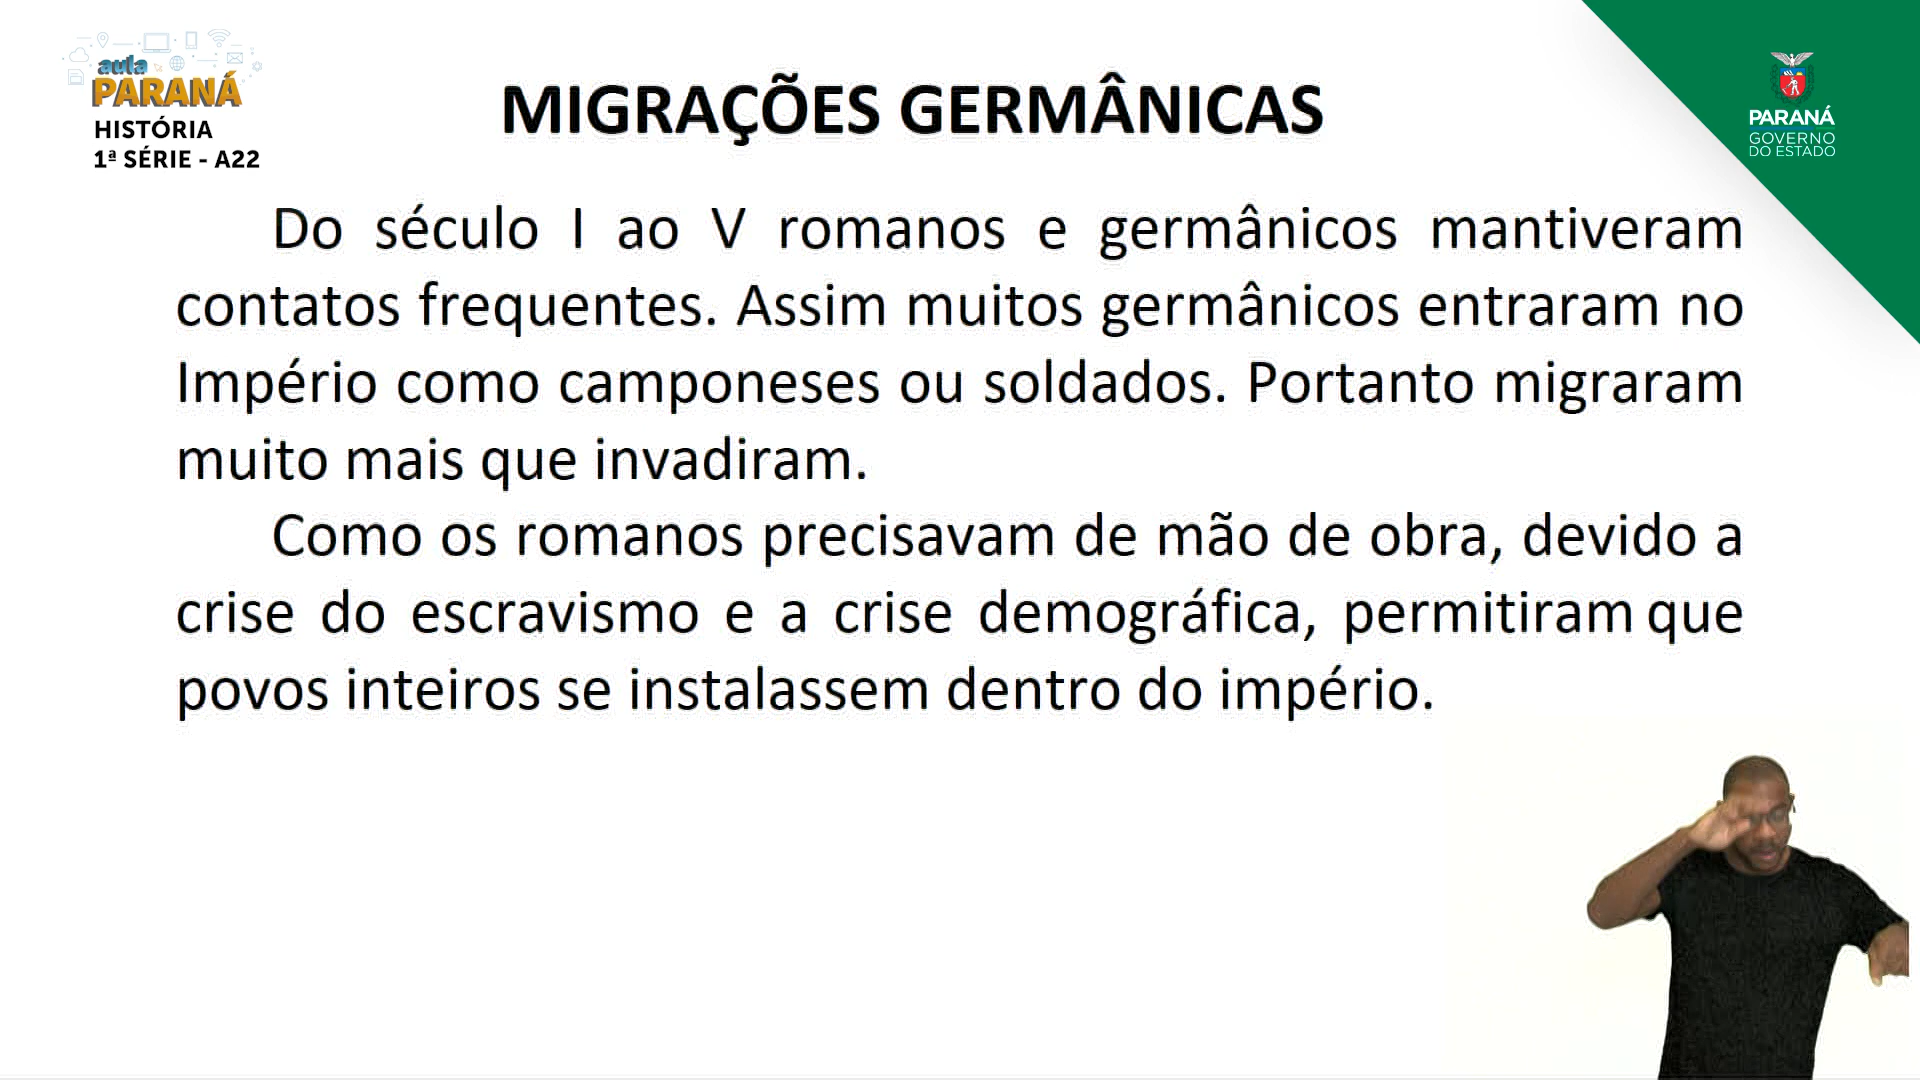 aula
PARANÁ
HISTÓRIA
1ª SÉRIE - A22
MIGRAÇÕES GERMÂNICAS
PARANÁ
GOVERNO
DO ESTADO
Do século I ao V romanos e germânicos mantiveram
contatos frequentes. Assim muitos germânicos entraram no
Império como camponeses ou soldados. Portanto migraram
muito mais que invadiram.
Como os romanos precisavam de mão de obra, devido a
crise do escravismo e a crise demográfica, permitiram que
povos inteiros se instalassem dentro do império.